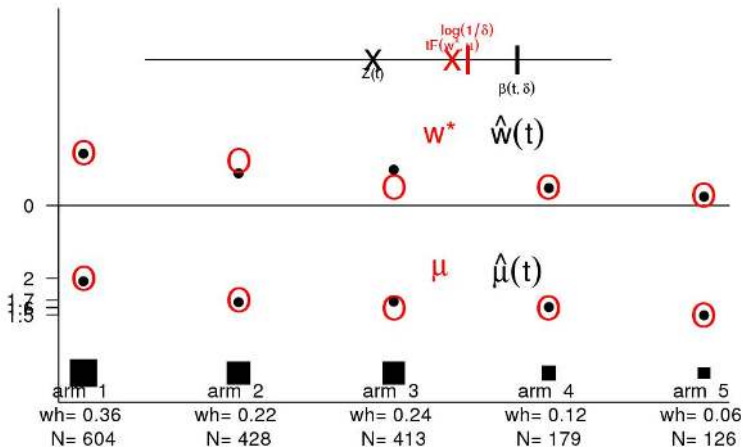 log(1/δ)
tF(w*, μ)
Z(t)
β(t, δ)
w* ŵ(t)
0
μ μ̂(t)
2
1.7
1.6
1.5
arm 1 arm 2 arm 3 arm 4 arm 5
wh= 0.36 wh= 0.22 wh= 0.24 wh= 0.12 wh= 0.06
N= 604 N= 428 N= 413 N= 179 N= 126